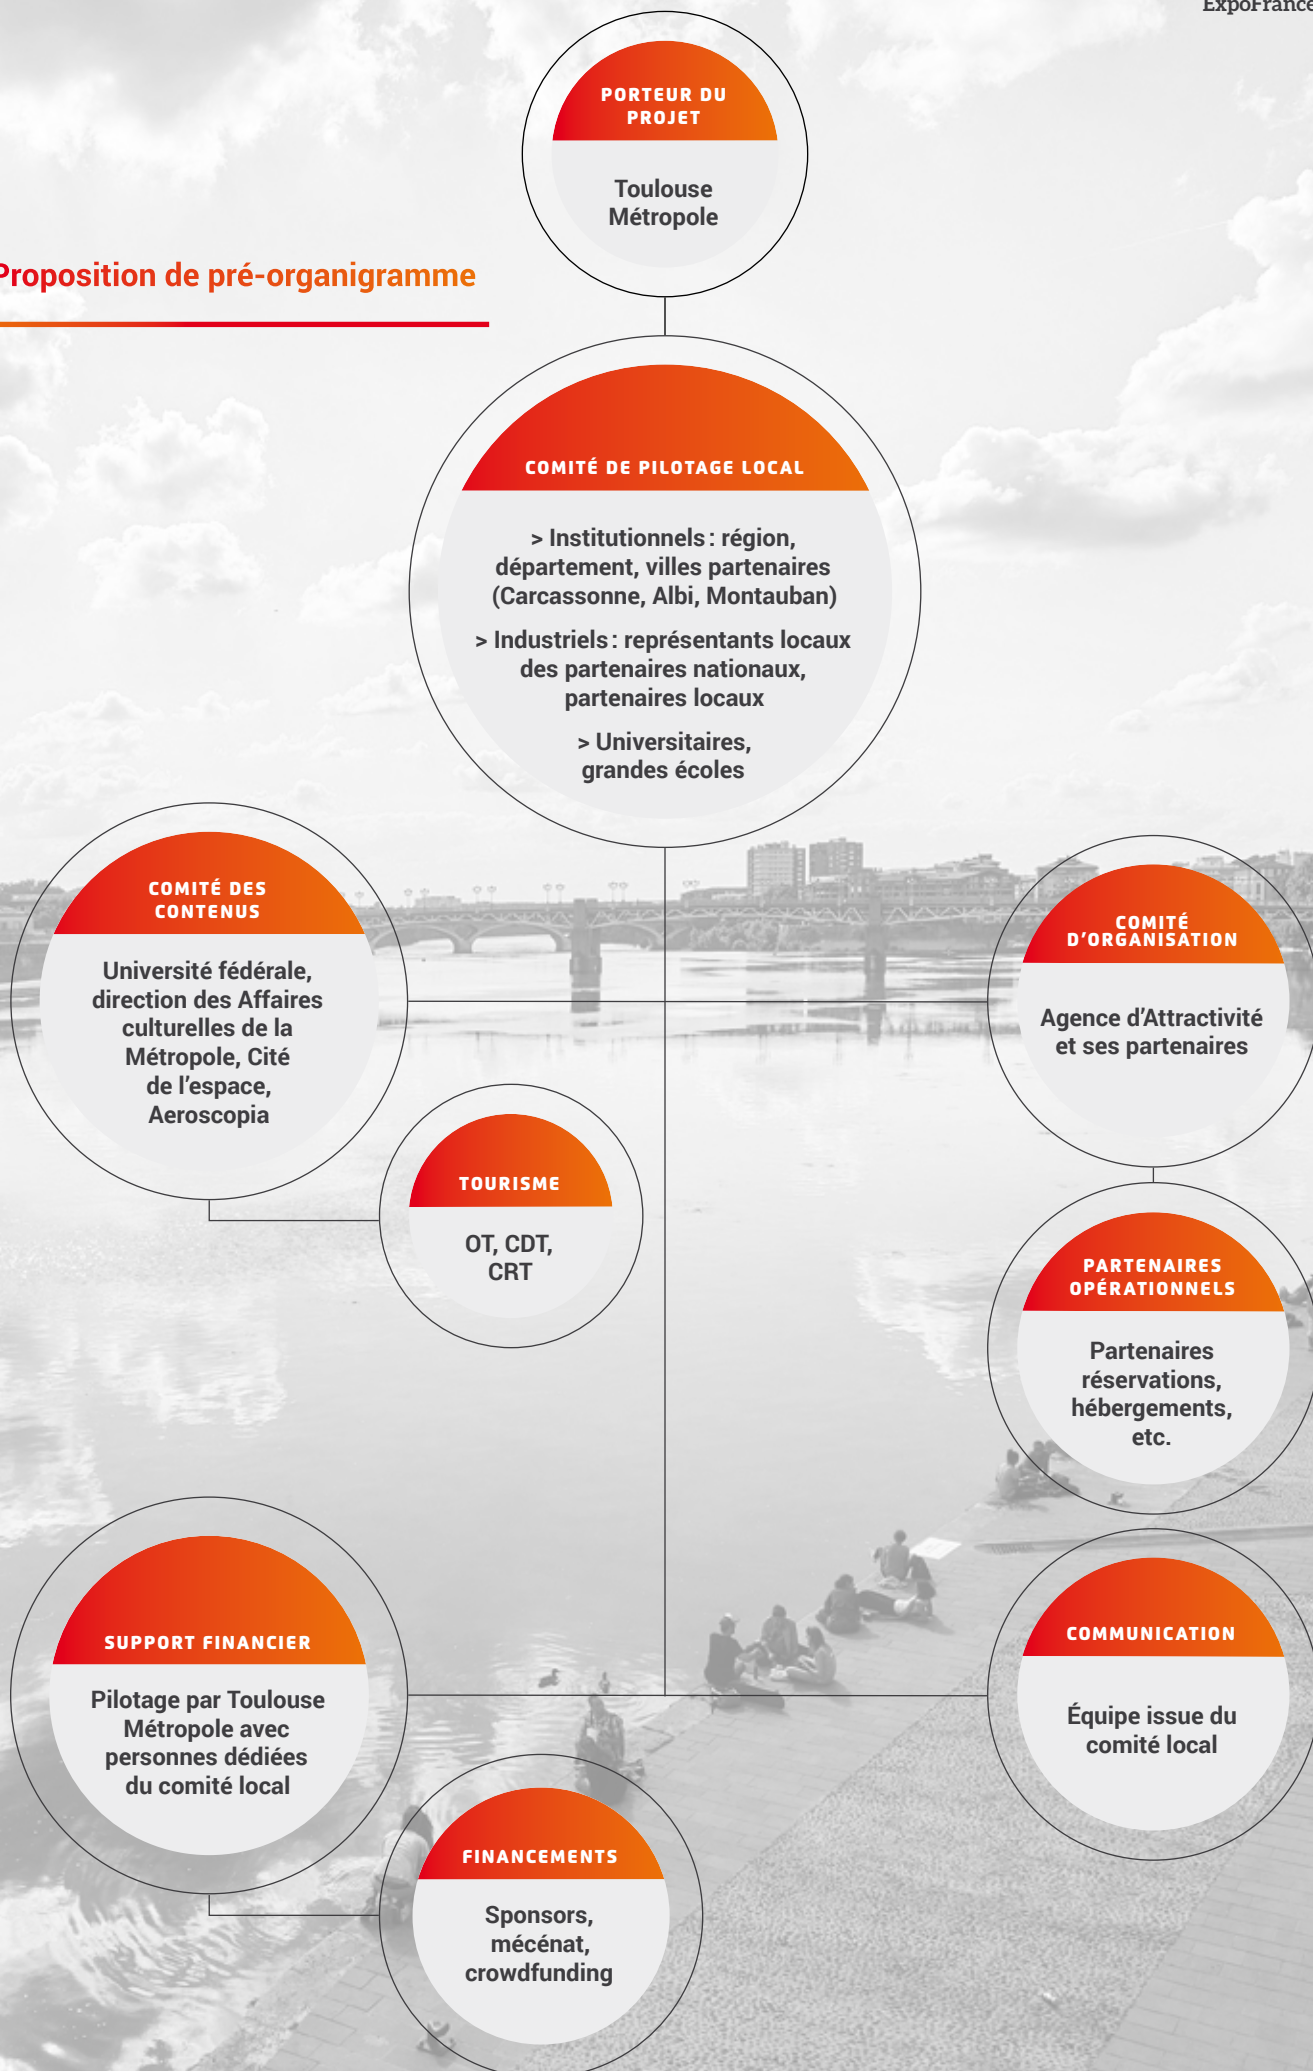 ExpoFrance
PORTEUR DU
PROJET
Toulouse
Métropole
Proposition de pré-organigramme
COMITÉ DE PILOTAGE LOCAL
> Institutionnels : région,
département, villes partenaires
(Carcassonne, Albi, Montauban)
> Industriels : représentants locaux
des partenaires nationaux,
partenaires locaux
> Universitaires,
grandes écoles
COMITÉ DES
CONTENUS
Université fédérale,
direction des Affaires
culturelles de la
Métropole, Cité
de l'espace,
Aeroscopia
COMITÉ
D'ORGANISATION
Agence d'Attractivité
et ses partenaires
TOURISME
OT, CDT,
CRT
PARTENAIRES
OPÉRATIONNELS
Partenaires
réservations,
hébergements,
etc.
SUPPORT FINANCIER
Pilotage par Toulouse
Métropole avec
personnes dédiées
du comité local
COMMUNICATION
Équipe issue du
comité local
FINANCEMENTS
Sponsors,
mécénat,
crowdfunding